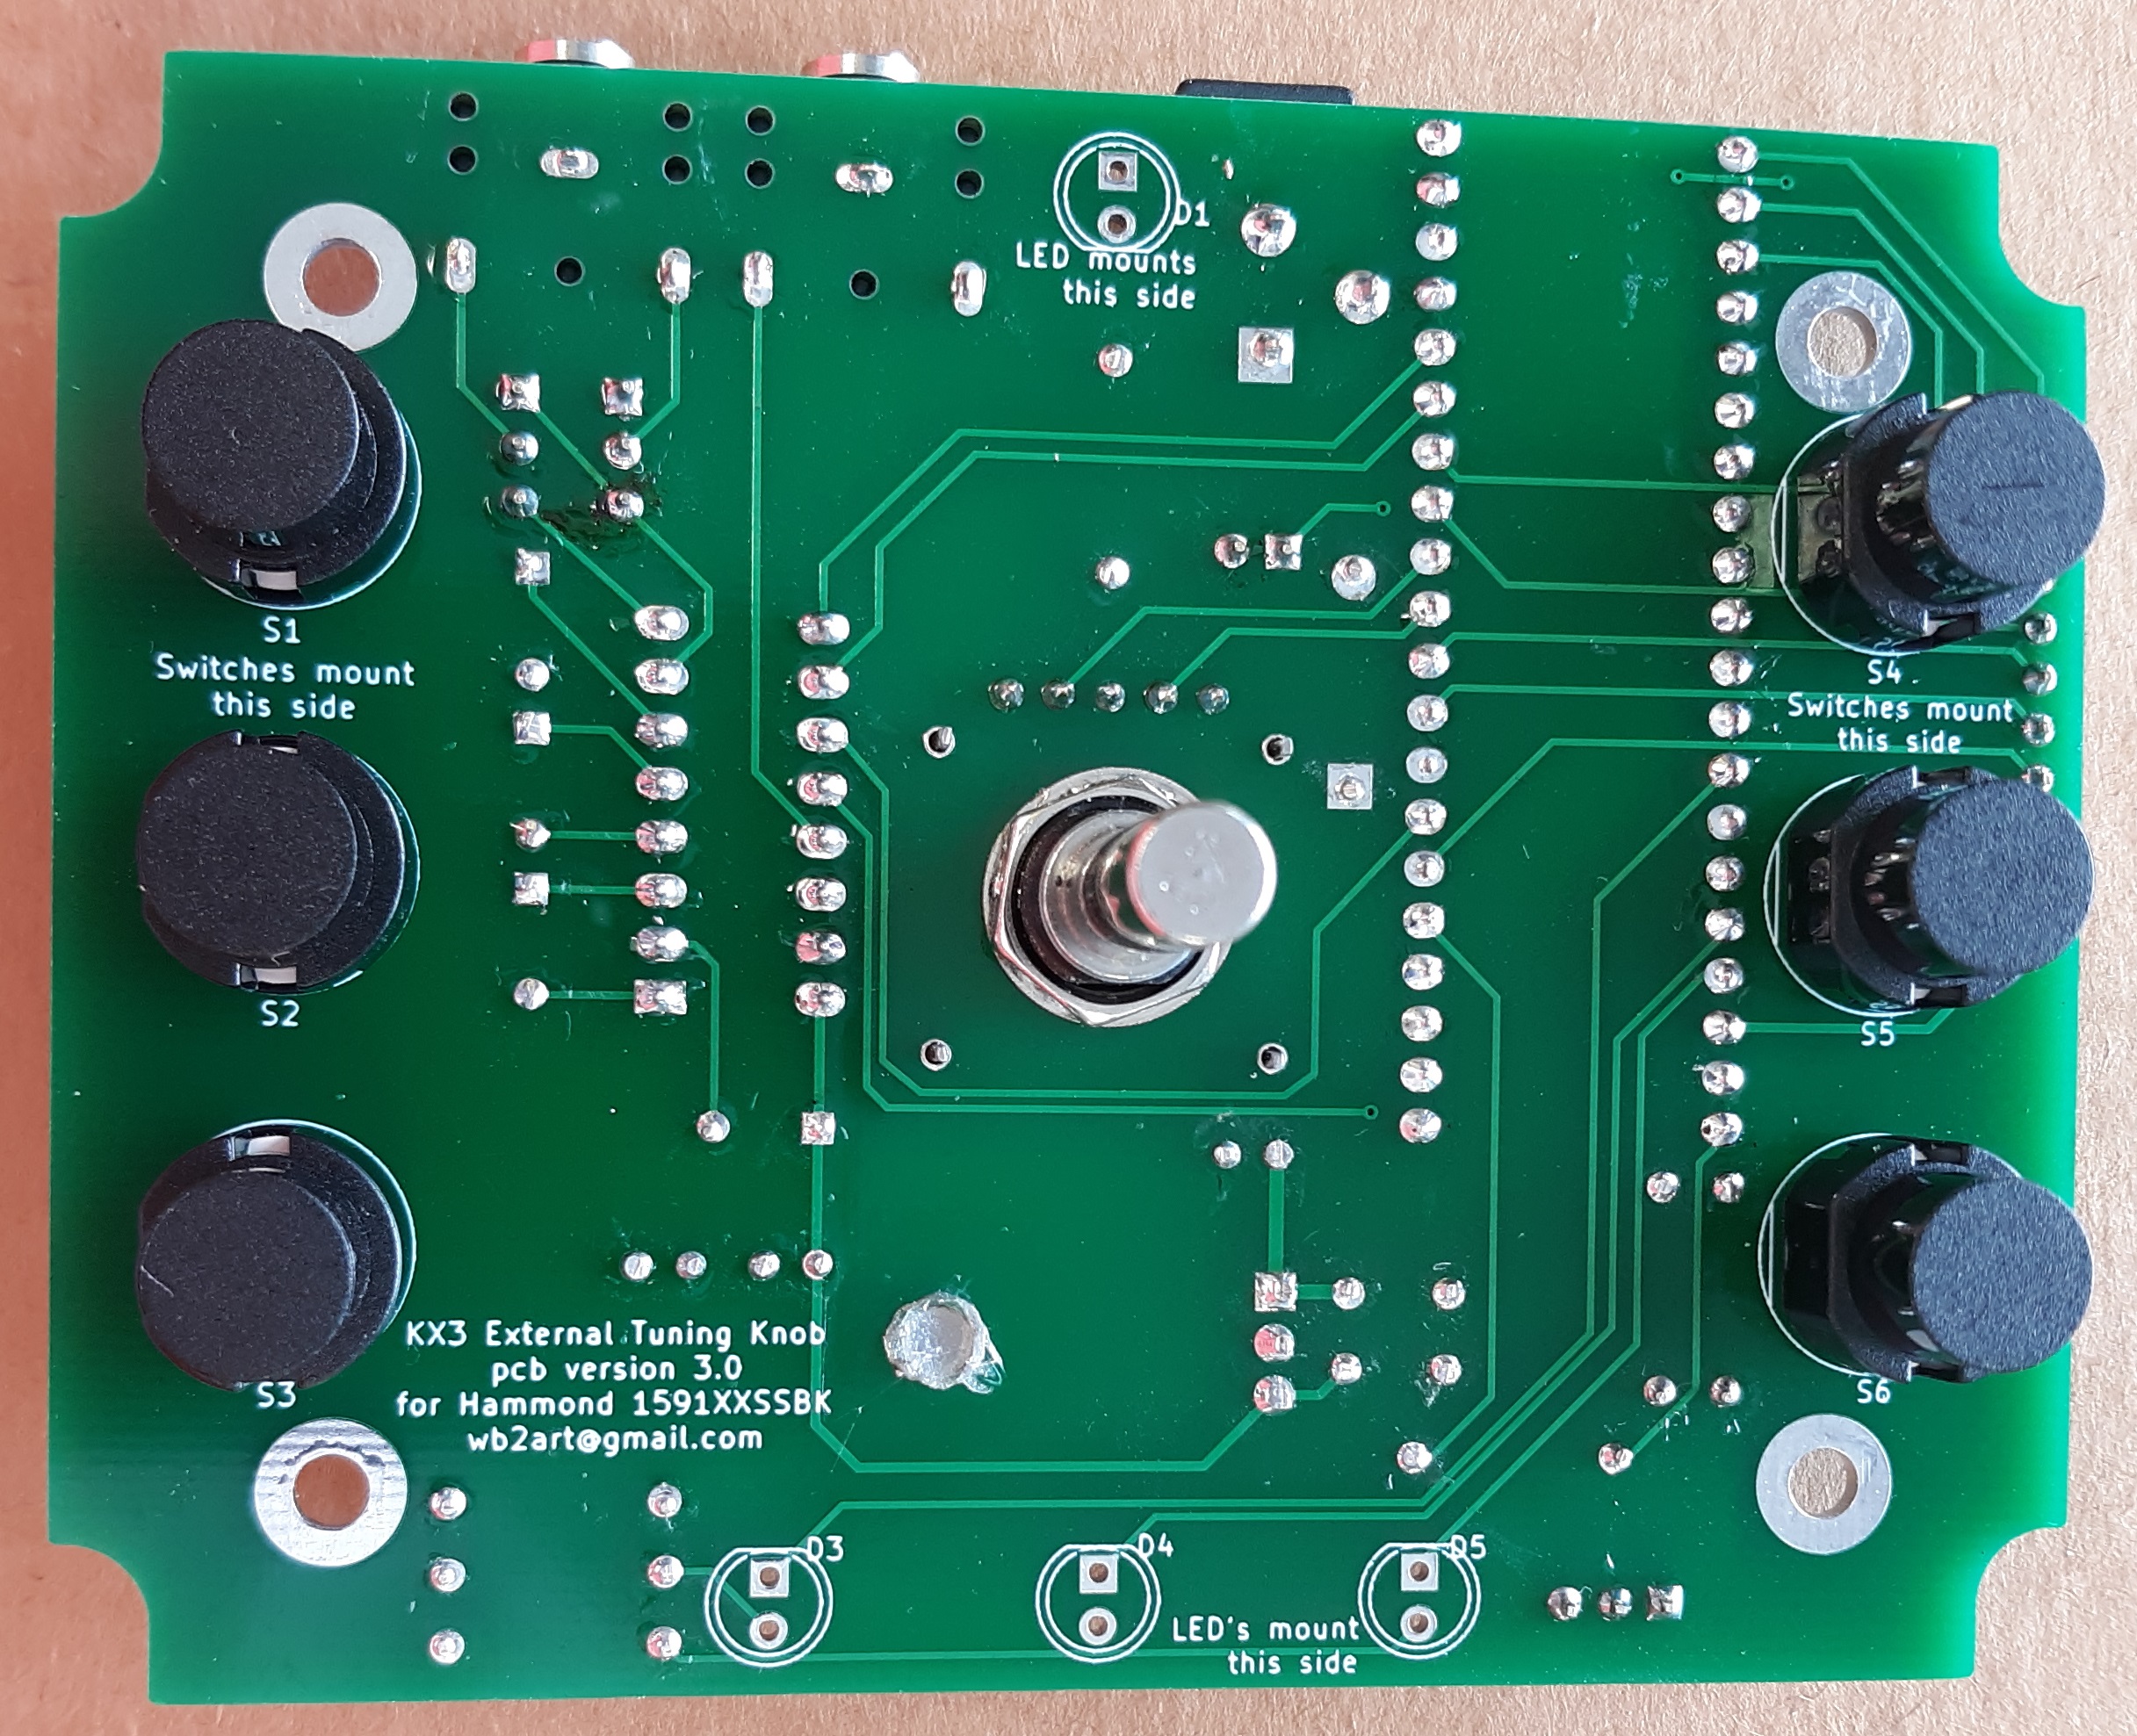 D1
LED mounts
this side
S1
Switches mount
this side
S4
Switches mount
this side
S2
S5
S3
S6
KX3 External Tuning Knob
pcb version 3.0
for Hammond 1591XXSSBK
wb2art@gmail.com
D3
D4
D5
LED's mount
this side